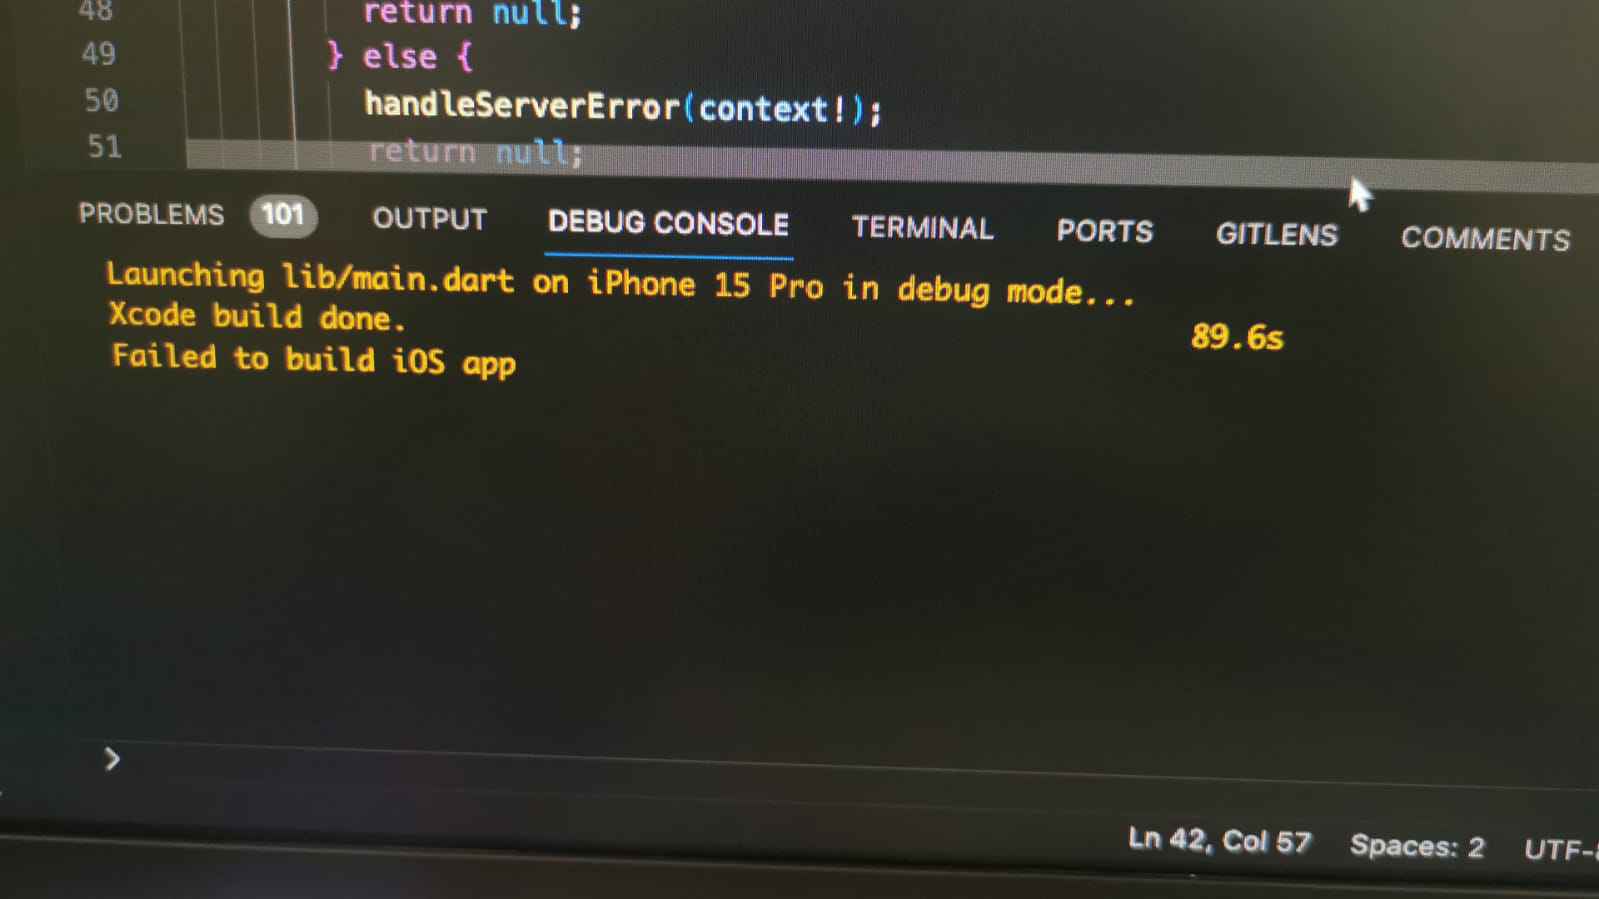 48 return null;
49 } else {
50 handleServerError(context!);
51 return null;
PROBLEMS 101 OUTPUT DEBUG CONSOLE TERMINAL PORTS GITLENS COMMENTS
Launching lib/main.dart on iPhone 15 Pro in debug mode...
Xcode build done. 89.6s
Failed to build iOS app
>
Ln 42, Col 57 Spaces: 2 UTF-8